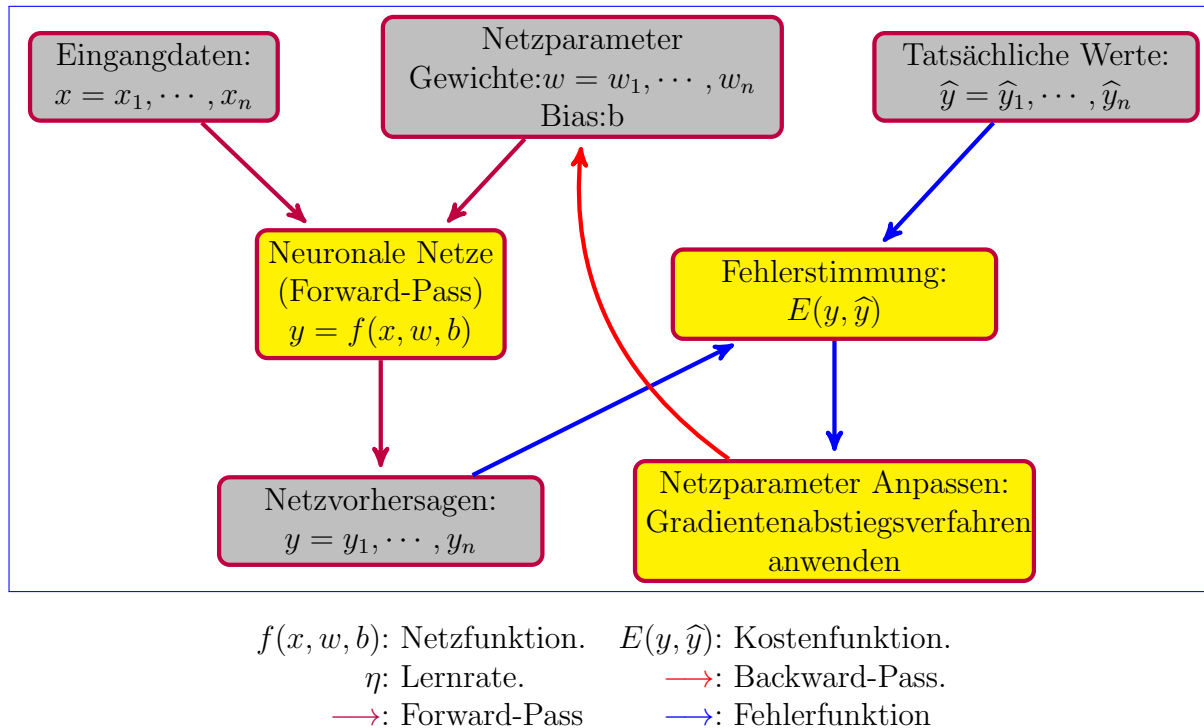 Eingangdaten:
x = x₁, ⋯ , xₙ
Netzparameter
Gewichte:w = w₁, ⋯ , wₙ
Bias:b
Tatsächliche Werte:
ŷ = ŷ₁, ⋯ , ŷₙ
Neuronale Netze
(Forward-Pass)
y = f(x, w, b)
Fehlerstimmung:
E(y, ŷ)
Netzvorhersagen:
y = y₁, ⋯ , yₙ
Netzparameter Anpassen:
Gradientenabstiegsverfahren
anwenden
f(x, w, b): Netzfunktion. E(y, ŷ): Kostenfunktion.
η: Lernrate. ⟶: Backward-Pass.
⟶: Forward-Pass ⟶: Fehlerfunktion